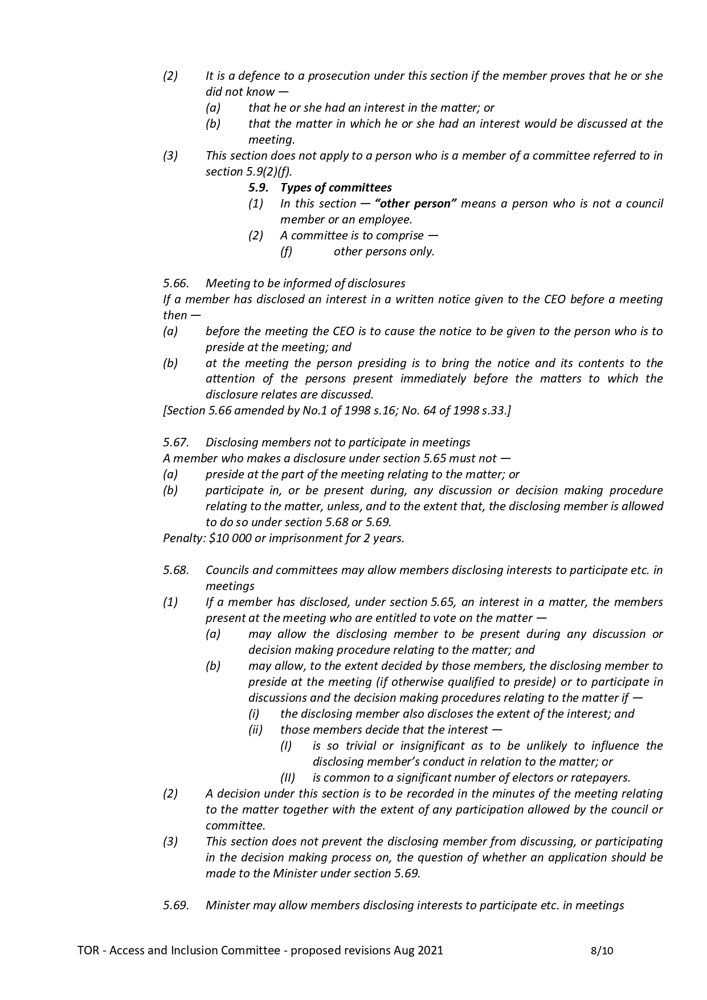 (2) It is a defence to a prosecution under this section if the member proves that he or she
did not know —
(a) that he or she had an interest in the matter; or
(b) that the matter in which he or she had an interest would be discussed at the
meeting.
(3) This section does not apply to a person who is a member of a committee referred to in
section 5.9(2)(f).
5.9. Types of committees
(1) In this section — “other person” means a person who is not a council
member or an employee.
(2) A committee is to comprise —
(f) other persons only.
5.66. Meeting to be informed of disclosures
If a member has disclosed an interest in a written notice given to the CEO before a meeting
then —
(a) before the meeting the CEO is to cause the notice to be given to the person who is to
preside at the meeting; and
(b) at the meeting the person presiding is to bring the notice and its contents to the
attention of the persons present immediately before the matters to which the
disclosure relates are discussed.
[Section 5.66 amended by No.1 of 1998 s.16; No. 64 of 1998 s.33.]
5.67. Disclosing members not to participate in meetings
A member who makes a disclosure under section 5.65 must not —
(a) preside at the part of the meeting relating to the matter; or
(b) participate in, or be present during, any discussion or decision making procedure
relating to the matter, unless, and to the extent that, the disclosing member is allowed
to do so under section 5.68 or 5.69.
Penalty: $10 000 or imprisonment for 2 years.
5.68. Councils and committees may allow members disclosing interests to participate etc. in
meetings
(1) If a member has disclosed, under section 5.65, an interest in a matter, the members
present at the meeting who are entitled to vote on the matter —
(a) may allow the disclosing member to be present during any discussion or
decision making procedure relating to the matter; and
(b) may allow, to the extent decided by those members, the disclosing member to
preside at the meeting (if otherwise qualified to preside) or to participate in
discussions and the decision making procedures relating to the matter if —
(i) the disclosing member also discloses the extent of the interest; and
(ii) those members decide that the interest —
(I) is so trivial or insignificant as to be unlikely to influence the
disclosing member’s conduct in relation to the matter; or
(II) is common to a significant number of electors or ratepayers.
(2) A decision under this section is to be recorded in the minutes of the meeting relating
to the matter together with the extent of any participation allowed by the council or
committee.
(3) This section does not prevent the disclosing member from discussing, or participating
in the decision making process on, the question of whether an application should be
made to the Minister under section 5.69.
5.69. Minister may allow members disclosing interests to participate etc. in meetings
TOR - Access and Inclusion Committee - proposed revisions Aug 2021 8/10